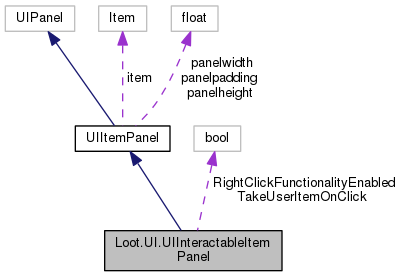 UIPanel
Item
float
item
panelwidth
panelpadding
panelheight
UIItemPanel
bool
RightClickFunctionalityEnabled
TakeUserItemOnClick
Loot.UI.UIInteractableItem
Panel